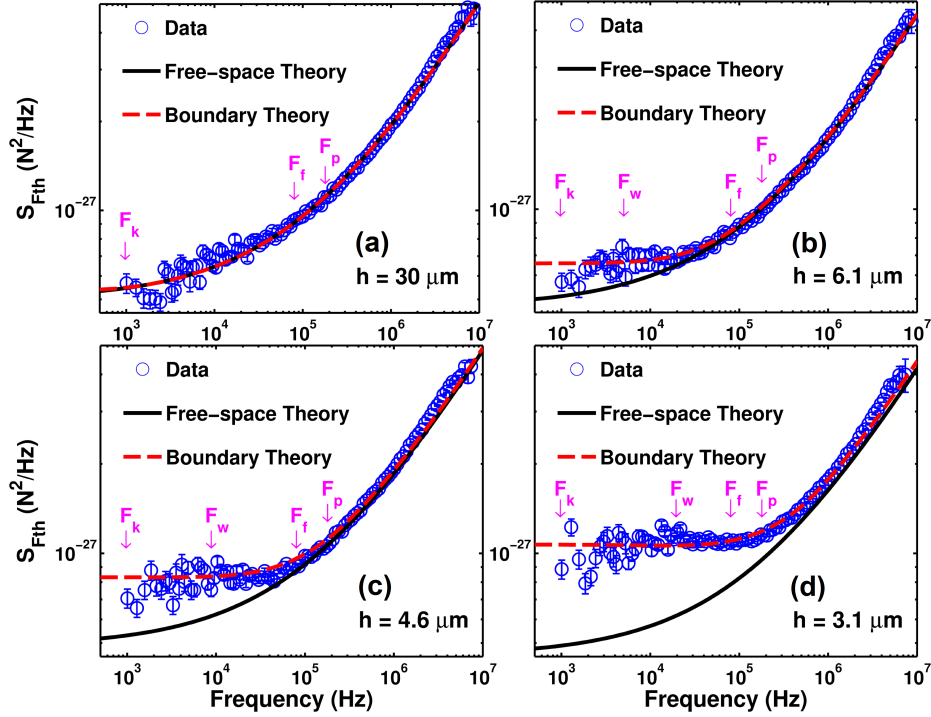 Data
Free-space Theory
Boundary Theory
S_Fth (N²/Hz)
10⁻²⁷
F_k
F_f
F_p
(a)
h = 30 μm
10³ 10⁴ 10⁵ 10⁶ 10⁷
Data
Free-space Theory
Boundary Theory
10⁻²⁷
F_k
F_w
F_f
F_p
(b)
h = 6.1 μm
10³ 10⁴ 10⁵ 10⁶ 10⁷
Data
Free-space Theory
Boundary Theory
S_Fth (N²/Hz)
10⁻²⁷
F_k
F_w
F_f
F_p
(c)
h = 4.6 μm
10³ 10⁴ 10⁵ 10⁶ 10⁷
Frequency (Hz)
Data
Free-space Theory
Boundary Theory
10⁻²⁷
F_k
F_w
F_f
F_p
(d)
h = 3.1 μm
10³ 10⁴ 10⁵ 10⁶ 10⁷
Frequency (Hz)